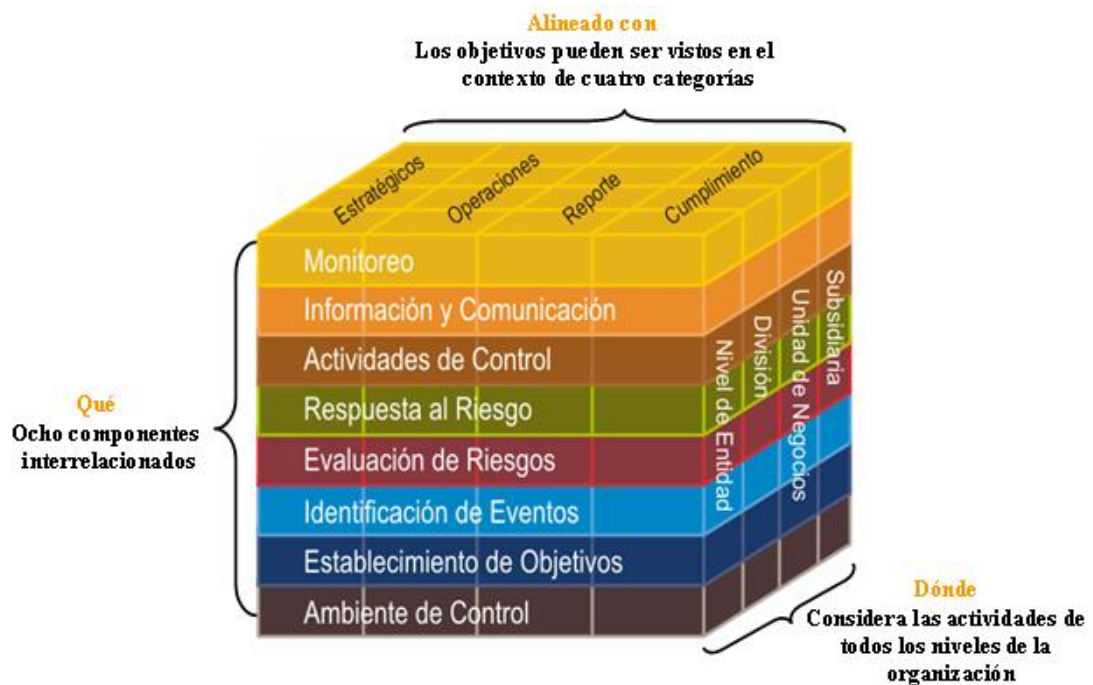 Alineado con
Los objetivos pueden ser vistos en el
contexto de cuatro categorías
Estratégicos
Operaciones
Reporte
Cumplimiento
Monitoreo
Información y Comunicación
Actividades de Control
Respuesta al Riesgo
Evaluación de Riesgos
Identificación de Eventos
Establecimiento de Objetivos
Ambiente de Control
Nivel de Entidad
División
Unidad de Negocios
Subsidiaria
Qué
Ocho componentes
interrelacionados
Dónde
Considera las actividades de
todos los niveles de la
organización